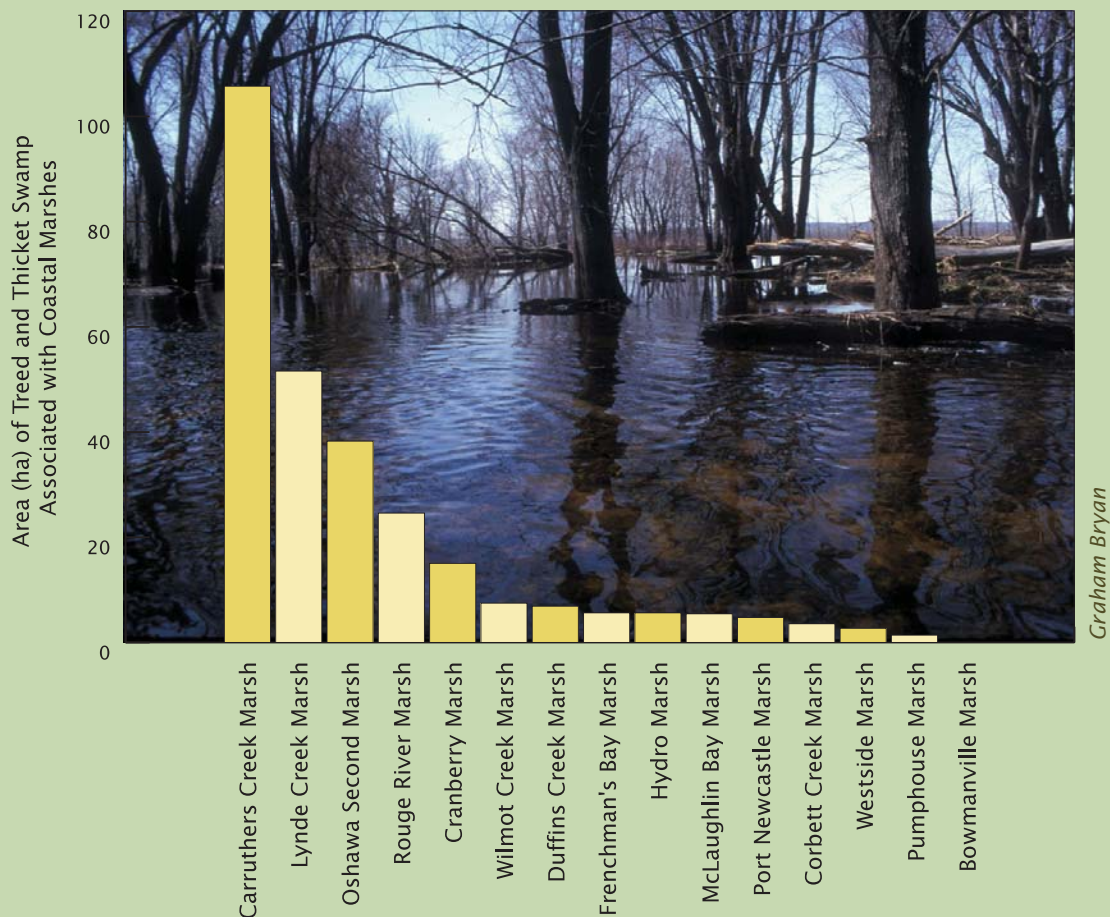 120
100
80
60
40
20
0
Area (ha) of Treed and Thicket Swamp
Associated with Coastal Marshes
Carruthers Creek Marsh
Lynde Creek Marsh
Oshawa Second Marsh
Rouge River Marsh
Cranberry Marsh
Wilmot Creek Marsh
Duffins Creek Marsh
Frenchman's Bay Marsh
Hydro Marsh
McLaughlin Bay Marsh
Port Newcastle Marsh
Corbett Creek Marsh
Westside Marsh
Pumphouse Marsh
Bowmanville Marsh
Graham Bryan